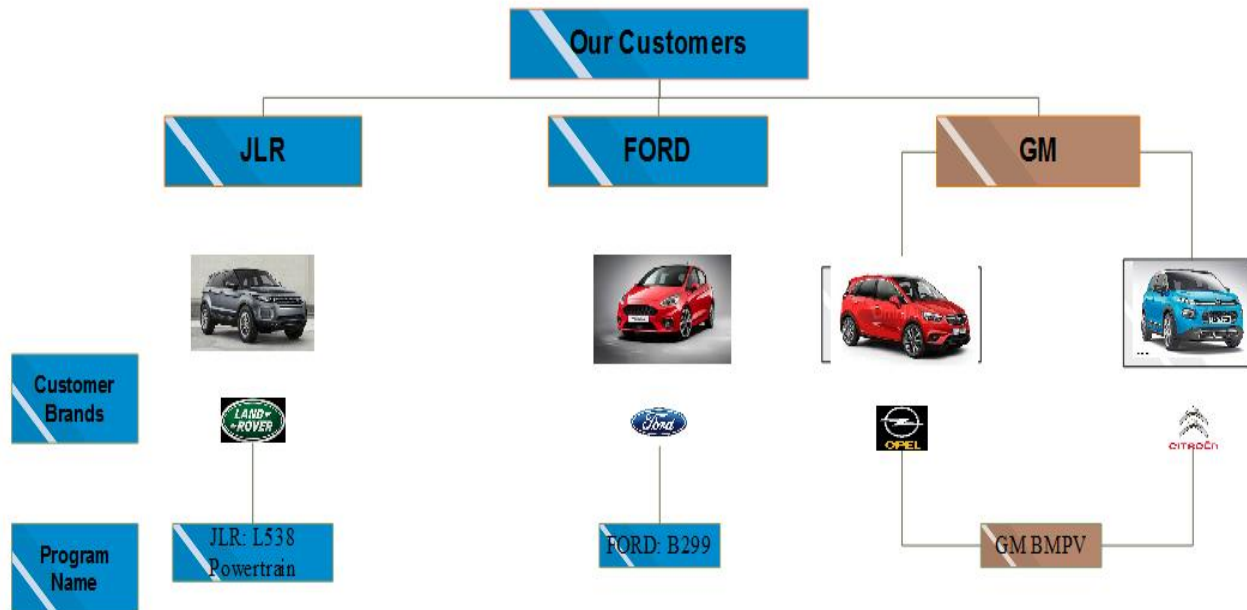 Our Customers
JLR
FORD
GM
...
Customer
Brands
LAND
ROVER
Ford
OPEL
CITROËN
Program
Name
JLR: L538
Powertrain
FORD: B299
GM BMPV